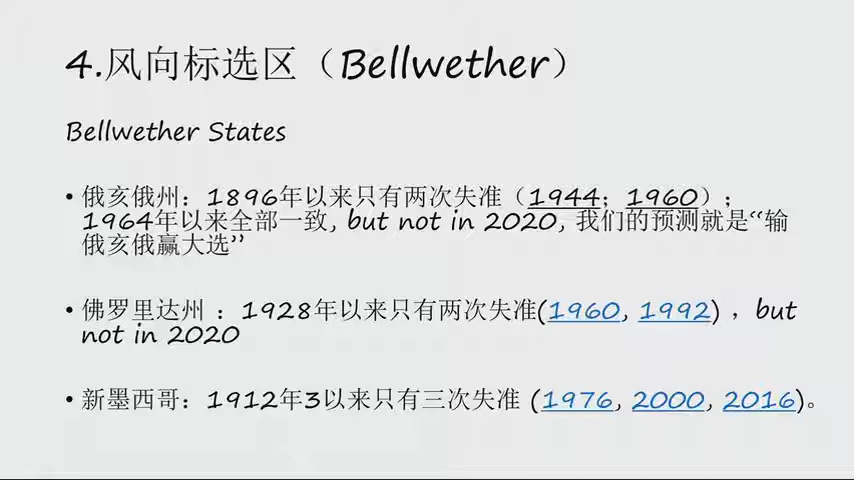 4.风向标选区（Bellwether）
Bellwether States
• 俄亥俄州：1896年以来只有两次失准（1944；1960）；
1964年以来全部一致, but not in 2020, 我们的预测就是“输
俄亥俄赢大选”
• 佛罗里达州 ：1928年以来只有两次失准(1960, 1992) ，but
not in 2020
• 新墨西哥：1912年3以来只有三次失准 (1976, 2000, 2016)。